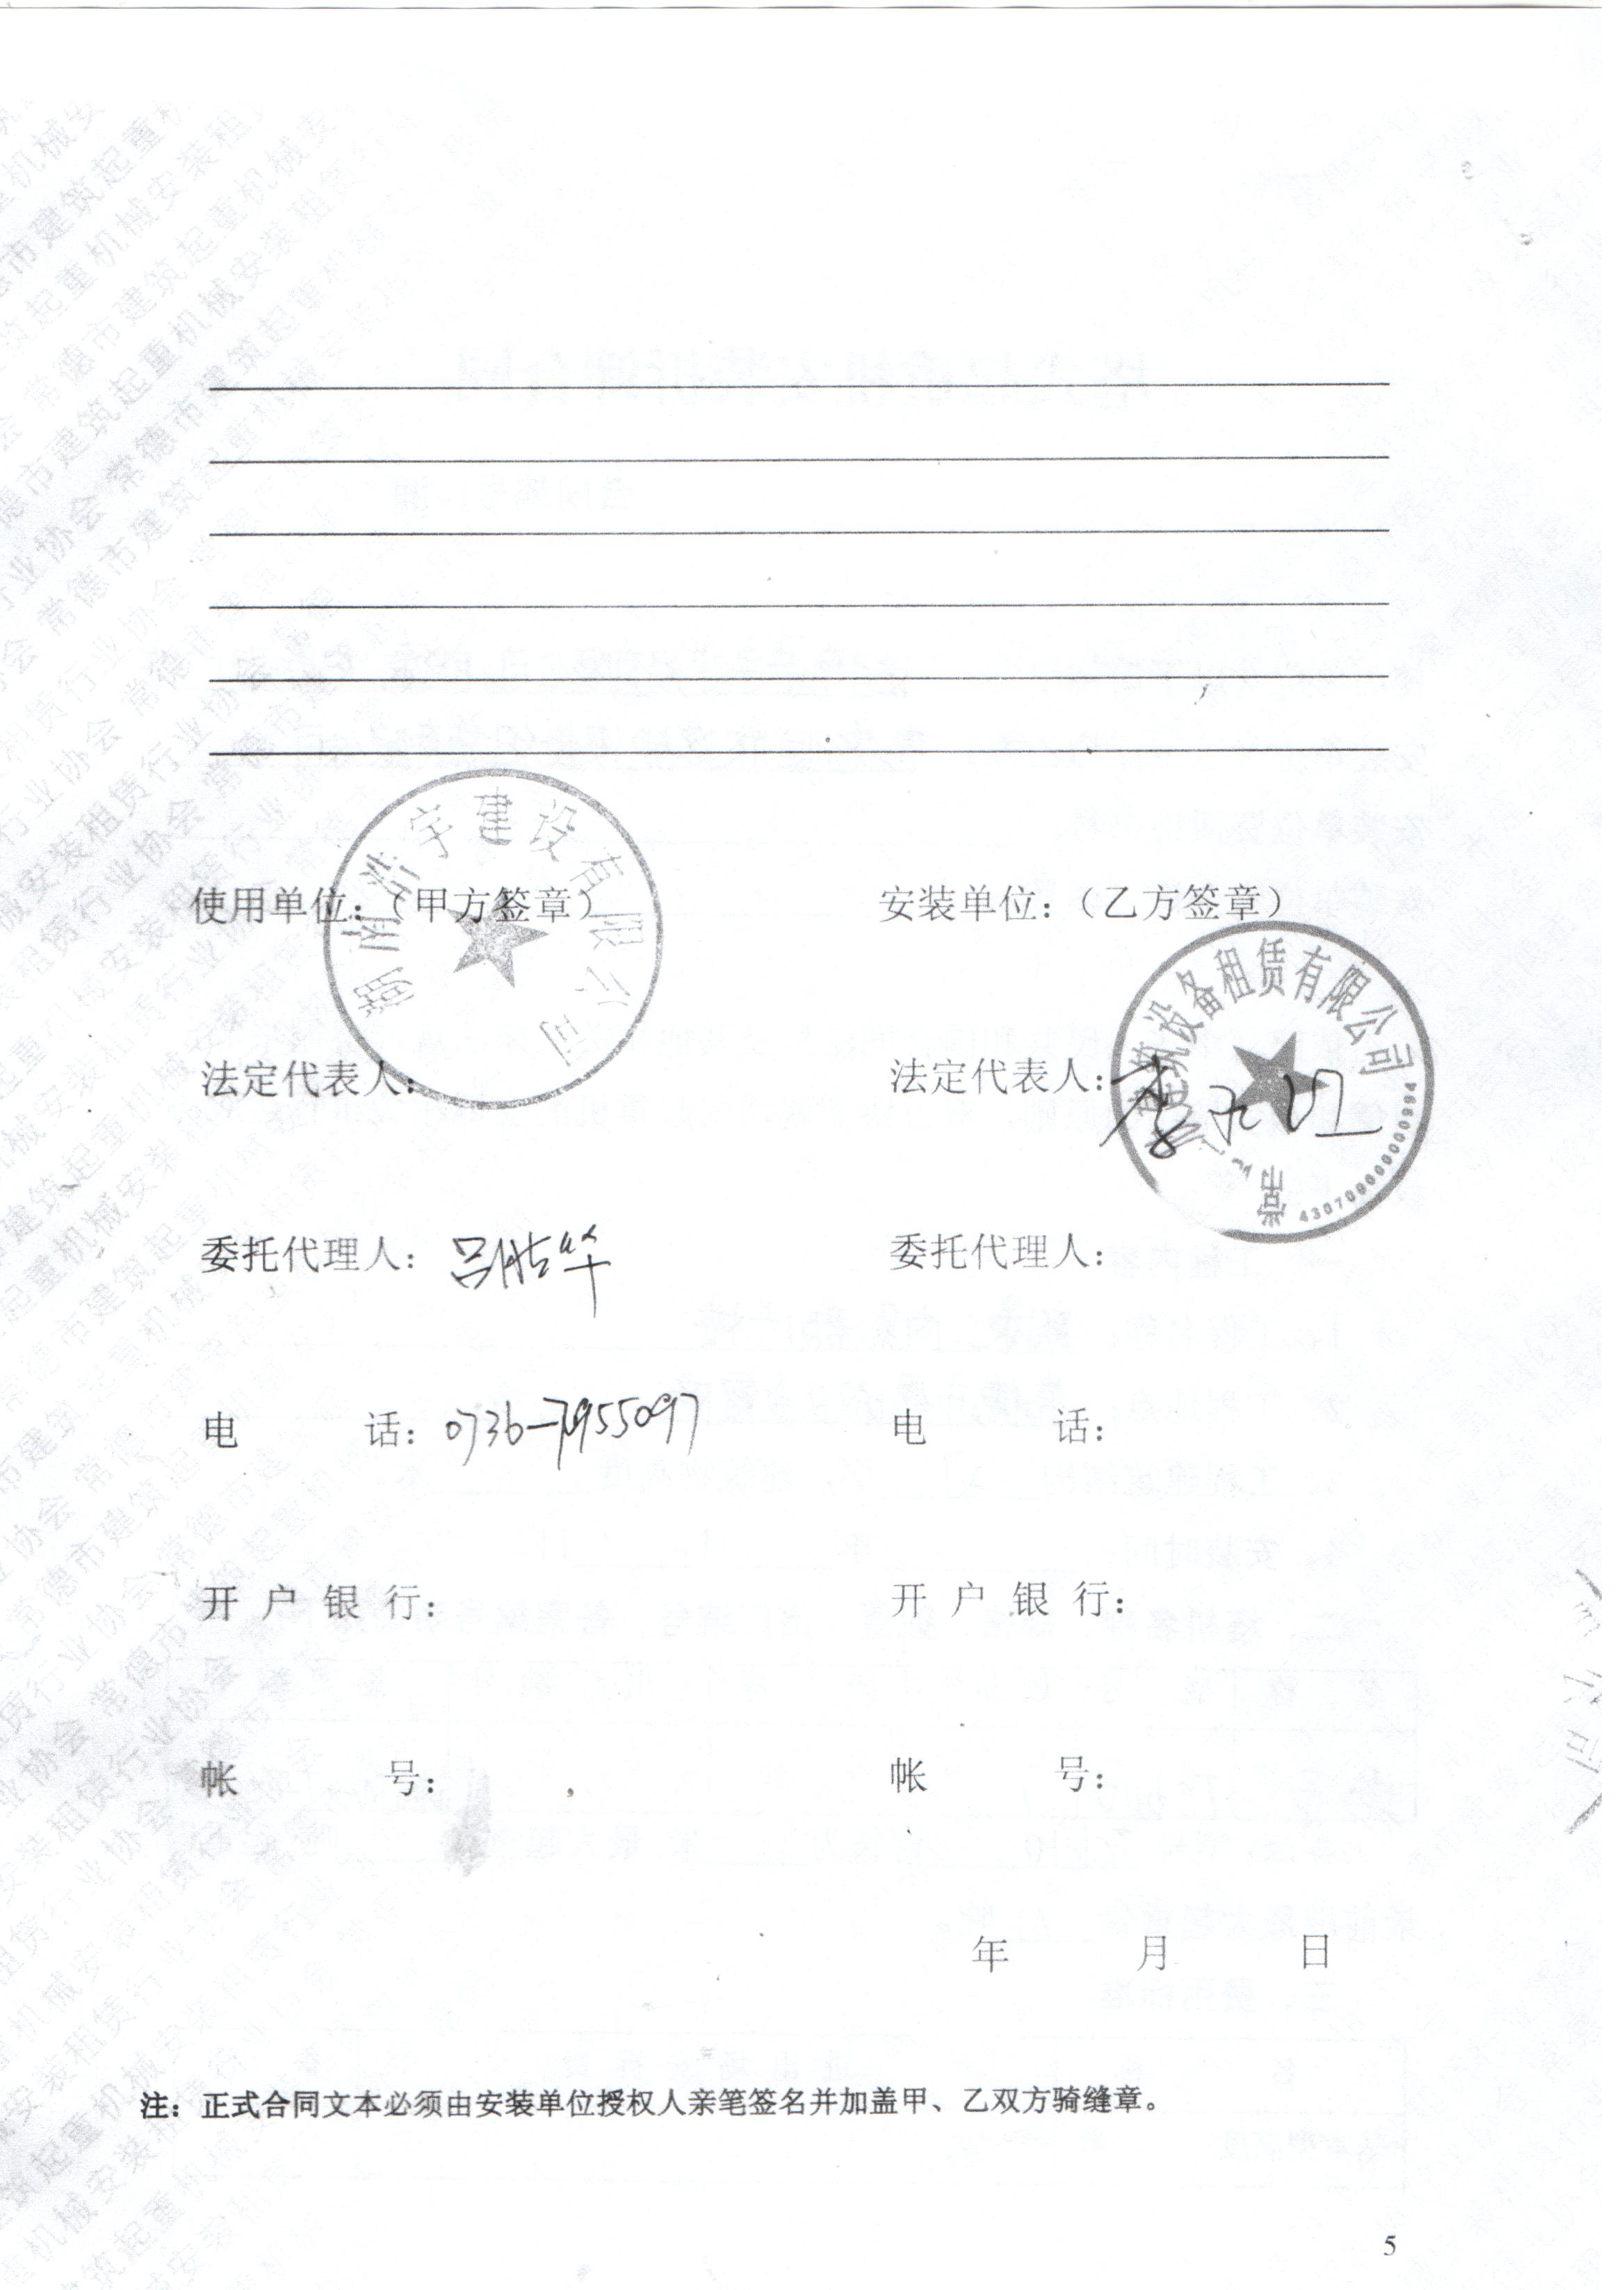 湖南浩宇建设有限公司
使用单位：（甲方签章） 安装单位：（乙方签章）
建筑设备租赁有限公司
法定代表人： 法定代表人：
委托代理人： 委托代理人：
电 话：0736-7955097 电 话：
开 户 银 行： 开 户 银 行：
帐 号： 帐 号：
年 月 日
注：正式合同文本必须由安装单位授权人亲笔签名并加盖甲、乙双方骑缝章。
5